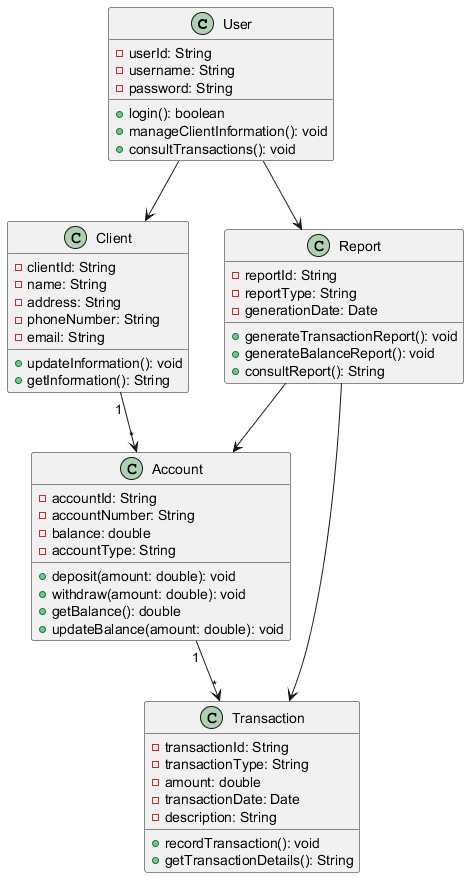 C User
userId: String
username: String
password: String
login(): boolean
manageClientInformation(): void
consultTransactions(): void
C Client
clientId: String
name: String
address: String
phoneNumber: String
email: String
updateInformation(): void
getInformation(): String
C Report
reportId: String
reportType: String
generationDate: Date
generateTransactionReport(): void
generateBalanceReport(): void
consultReport(): String
1
*
C Account
accountId: String
accountNumber: String
balance: double
accountType: String
deposit(amount: double): void
withdraw(amount: double): void
getBalance(): double
updateBalance(amount: double): void
1
*
C Transaction
transactionId: String
transactionType: String
amount: double
transactionDate: Date
description: String
recordTransaction(): void
getTransactionDetails(): String